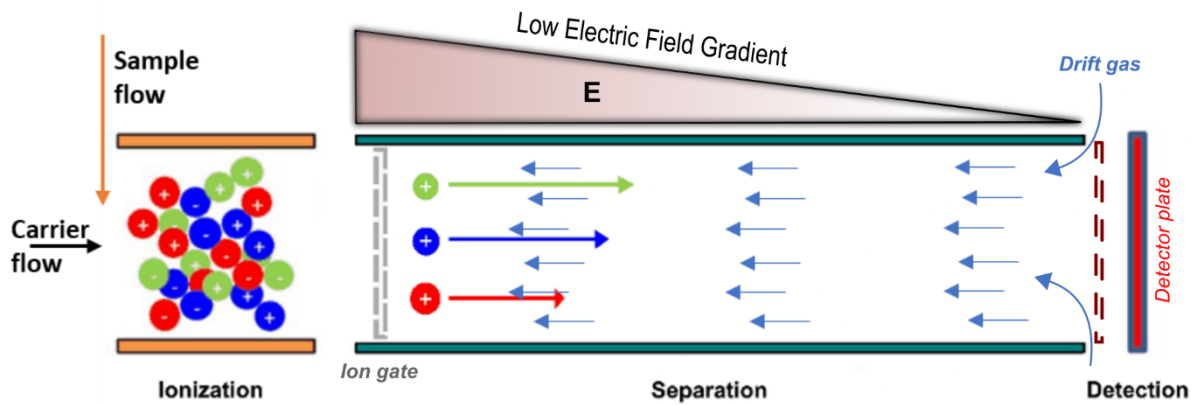 Low Electric Field Gradient
E
Drift gas
Sample
flow
Carrier
flow
Detector plate
Ion gate
Ionization
Separation
Detection